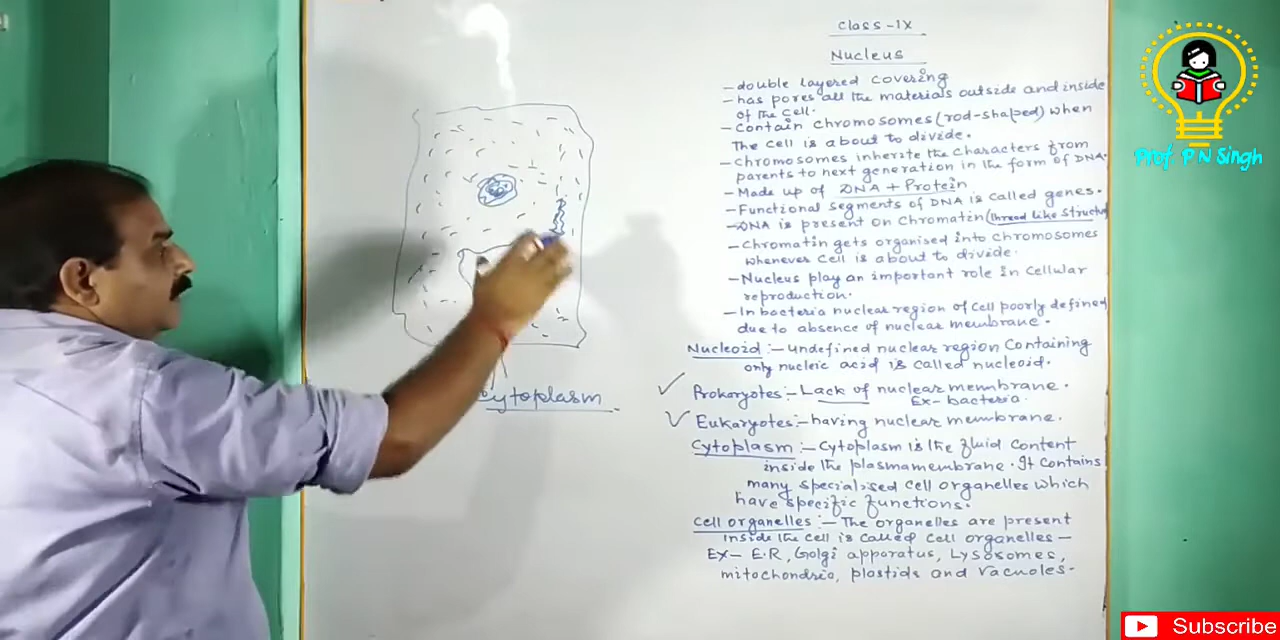 Class-IX
Nucleus
- double layered covering
- has pores all the materials outside and inside
of the cell.
- Contain chromosomes (rod-shaped) when
The cell is about to divide.
- Chromosomes inherite the characters from
parents to next generation in the form of DNA.
- Made up of DNA + Protein
- Functional segments of DNA is called genes.
- DNA is present on Chromatin (thread like structu
- Chromatin gets organised into chromosomes
whenever cell is about to divide.
- Nucleus play an important role in cellular
reproduction.
- In bacteria nuclear region of cell poorly defined
due to absence of nuclear membrane.
Nucleoid :- undefined nuclear region containing
only nucleic acid is called nucleoid.
Prokaryotes:- Lack of nuclear membrane.
Ex- bacteria.
Eukaryotes:- having nuclear membrane.
Cytoplasm :- Cytoplasm is the fluid content
inside the plasmamembrane. It contains
many specialised cell organelles which
have specific functions.
Cell organelles :- The organelles are present
inside the cell is called cell organelles -
Ex- E.R, Golgi apparatus, Lysosomes,
mitochondria, plastids and vacuoles.
Cytoplasm
Prof PN Singh
Subscribe